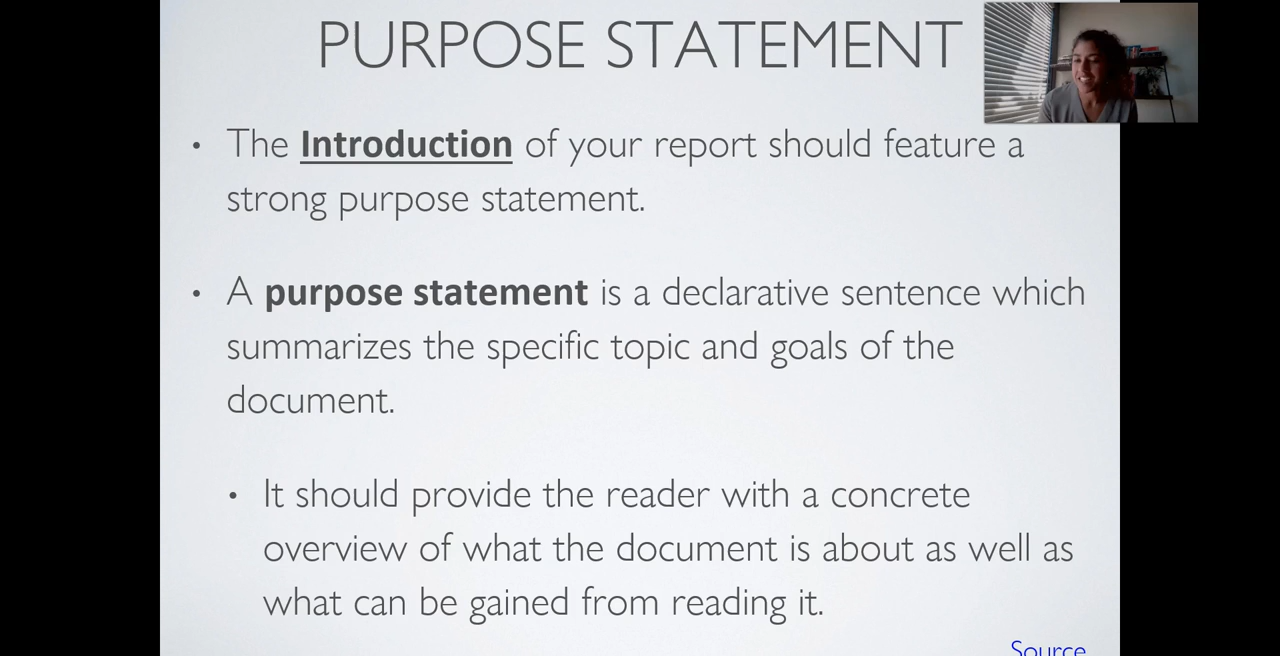 PURPOSE STATEMENT
• The Introduction of your report should feature a
strong purpose statement.
• A purpose statement is a declarative sentence which
summarizes the specific topic and goals of the
document.
• It should provide the reader with a concrete
overview of what the document is about as well as
what can be gained from reading it.
Source